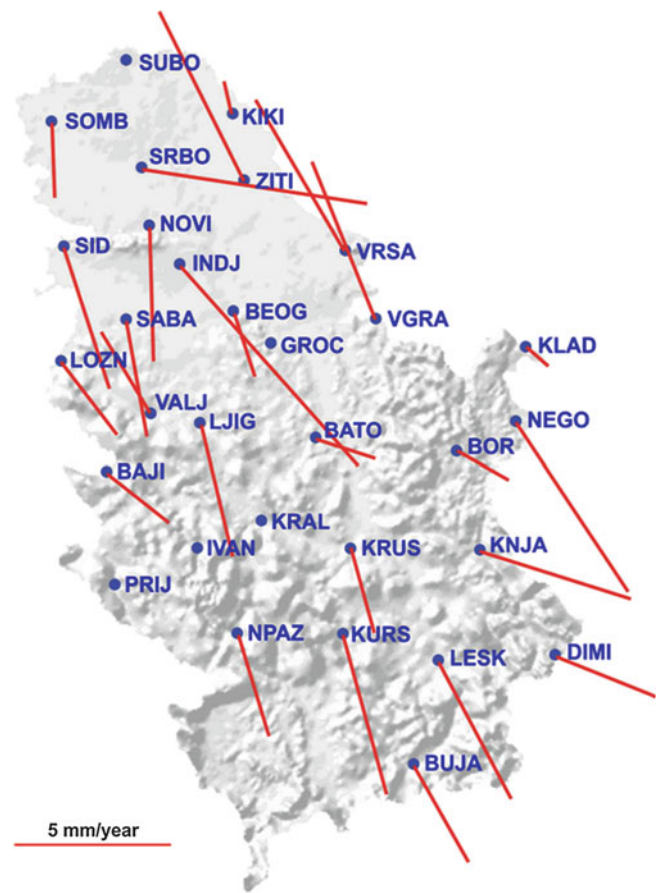 SUBO
KIKI
SOMB
SRBO
ZITI
NOVI
SID
VRSA
INDJ
BEOG
SABA
VGRA
GROC
KLAD
LOZN
VALJ
LJIG
NEGO
BATO
BOR
BAJI
KRAL
IVAN
KRUS
KNJA
PRIJ
NPAZ
KURS
LESK
DIMI
BUJA
5 mm/year